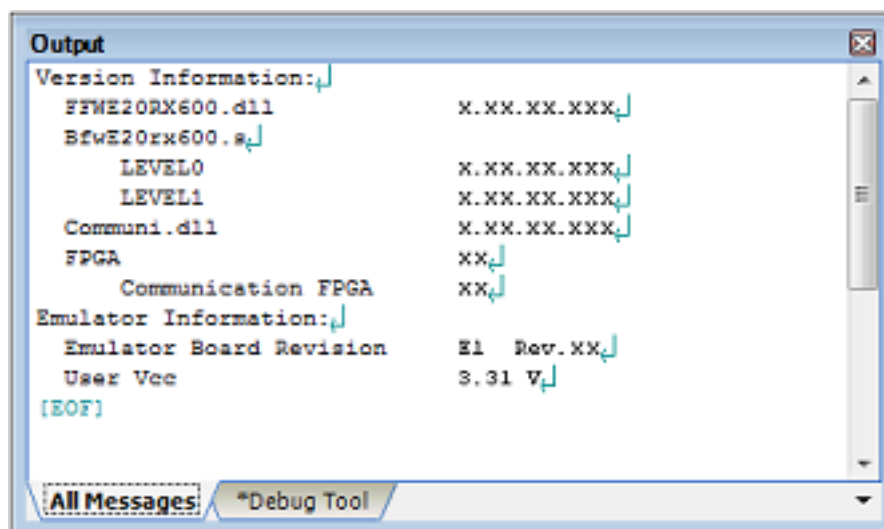 Output
Version Information:
FFWE20RX600.dll x.xx.xx.xxx
BfwE20rx600.s
LEVEL0 x.xx.xx.xxx
LEVEL1 x.xx.xx.xxx
Communi.dll x.xx.xx.xxx
FPGA xx
Communication FPGA xx
Emulator Information:
Emulator Board Revision E1 Rev.xx
User Vcc 3.31 V
[EOF]
All Messages *Debug Tool